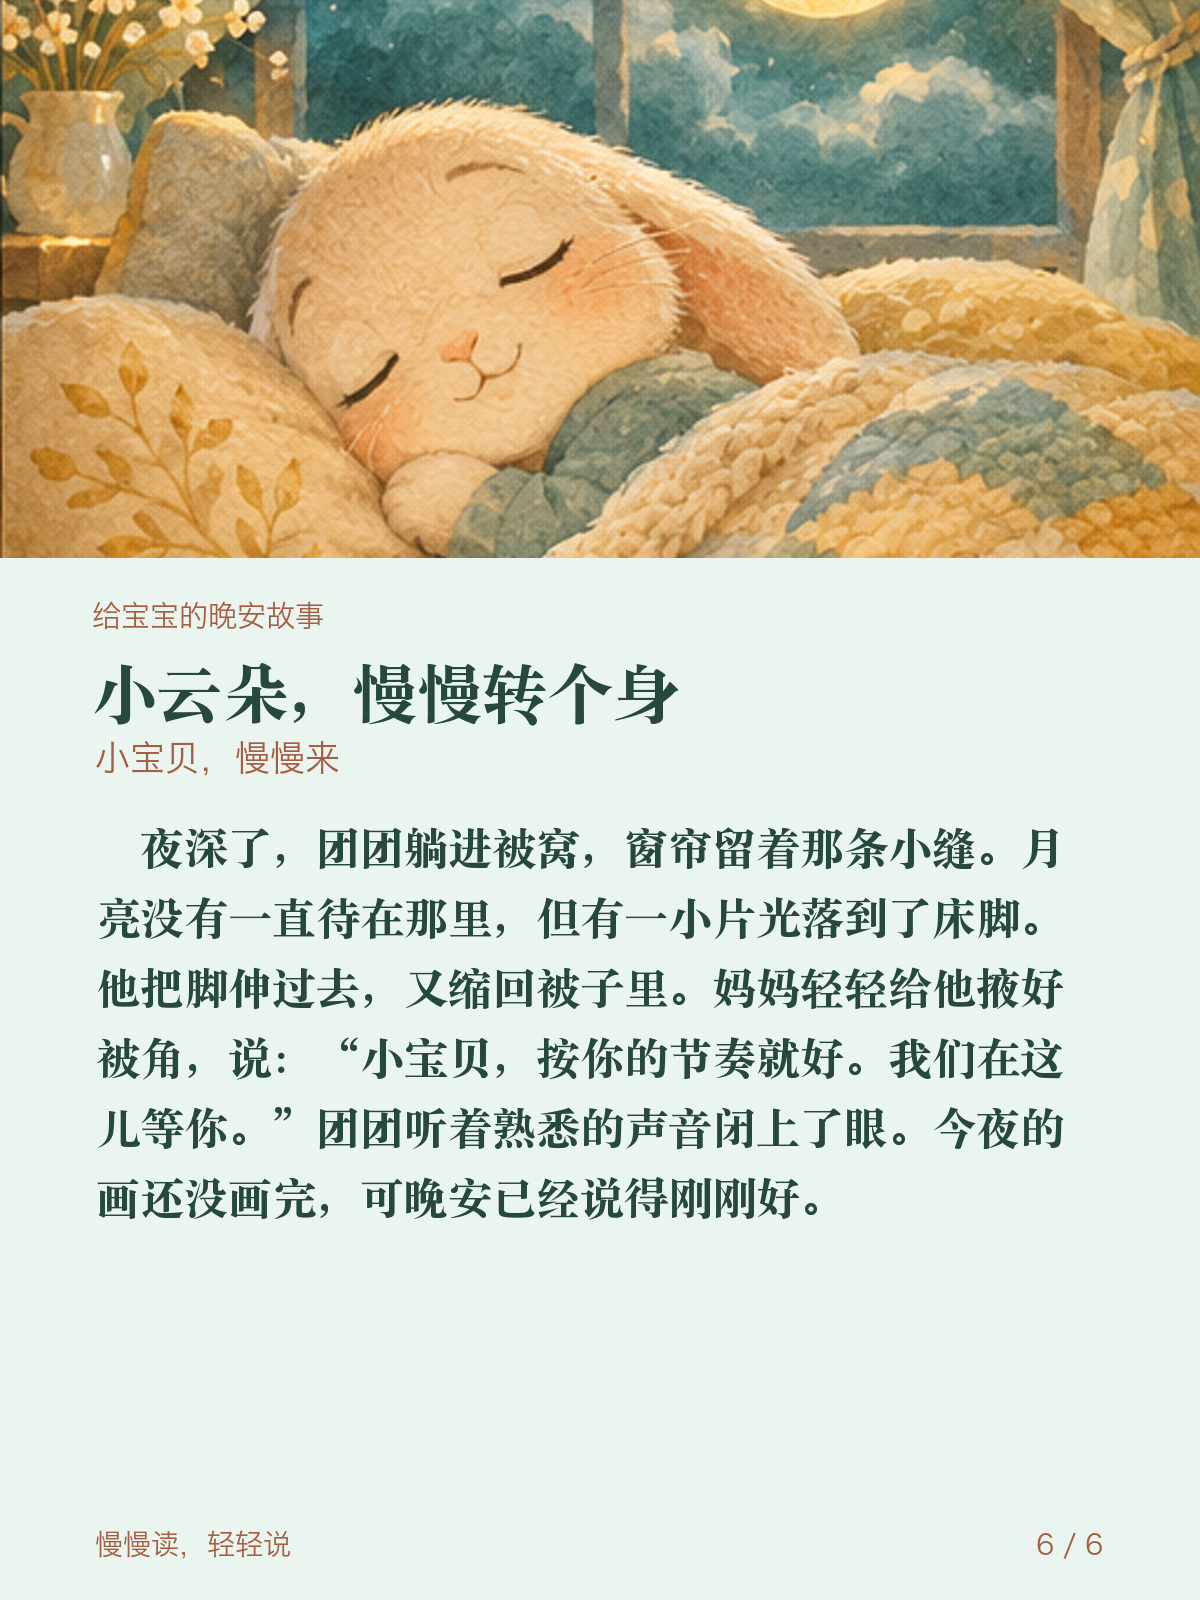 给宝宝的晚安故事
小云朵，慢慢转个身
小宝贝，慢慢来
夜深了，团团躺进被窝，窗帘留着那条小缝。月
亮没有一直待在那里，但有一小片光落到了床脚。
他把脚伸过去，又缩回被子里。妈妈轻轻给他掖好
被角，说：“小宝贝，按你的节奏就好。我们在这
儿等你。”团团听着熟悉的声音闭上了眼。今夜的
画还没画完，可晚安已经说得刚刚好。
慢慢读，轻轻说
6 / 6